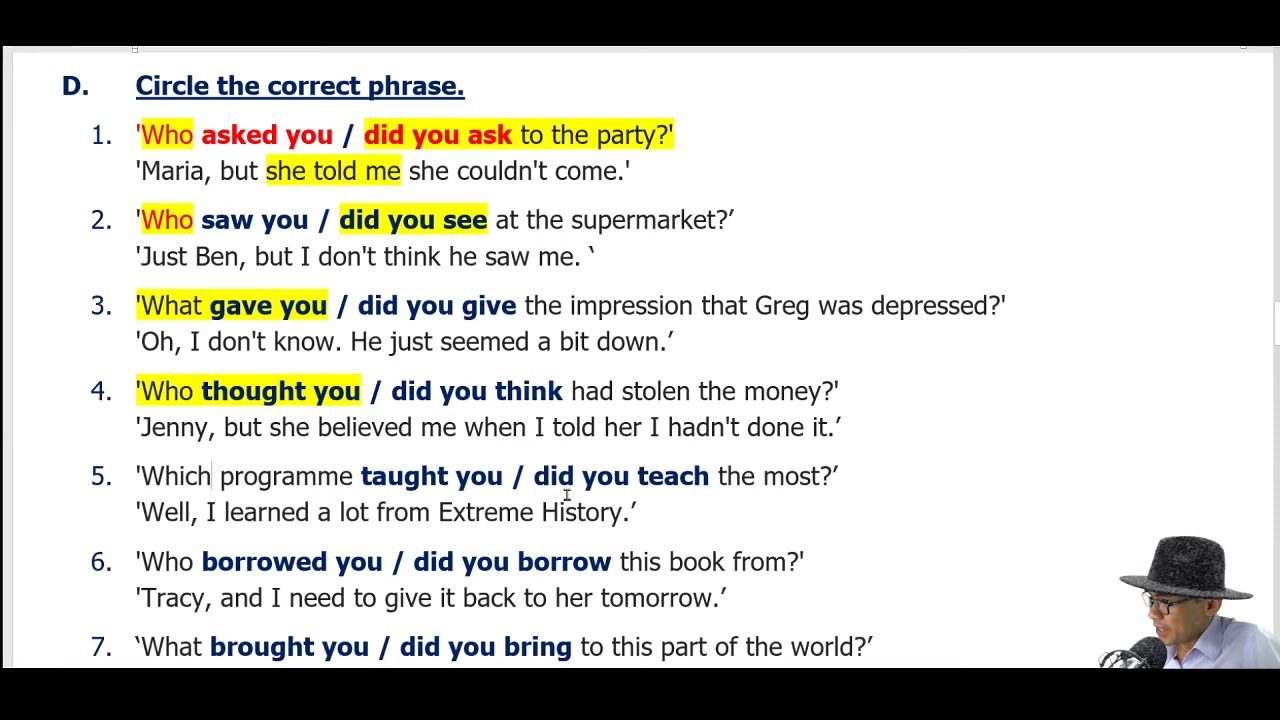 D. Circle the correct phrase.
1. 'Who asked you / did you ask to the party?'
'Maria, but she told me she couldn't come.'
2. 'Who saw you / did you see at the supermarket?’
'Just Ben, but I don't think he saw me. ‘
3. 'What gave you / did you give the impression that Greg was depressed?'
'Oh, I don't know. He just seemed a bit down.’
4. 'Who thought you / did you think had stolen the money?'
'Jenny, but she believed me when I told her I hadn't done it.’
5. 'Which programme taught you / did you teach the most?’
'Well, I learned a lot from Extreme History.’
6. 'Who borrowed you / did you borrow this book from?'
'Tracy, and I need to give it back to her tomorrow.’
7. ‘What brought you / did you bring to this part of the world?’